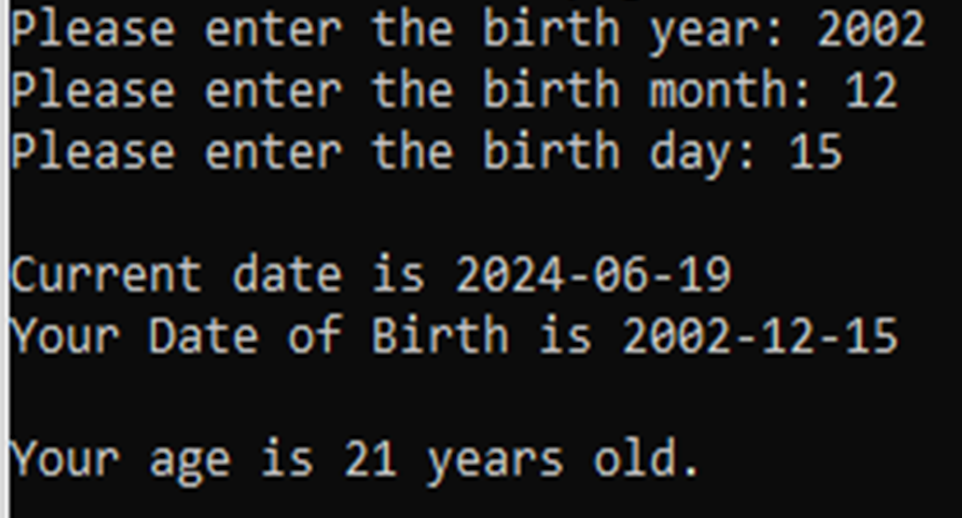 Please enter the birth year: 2002
Please enter the birth month: 12
Please enter the birth day: 15
Current date is 2024-06-19
Your Date of Birth is 2002-12-15
Your age is 21 years old.